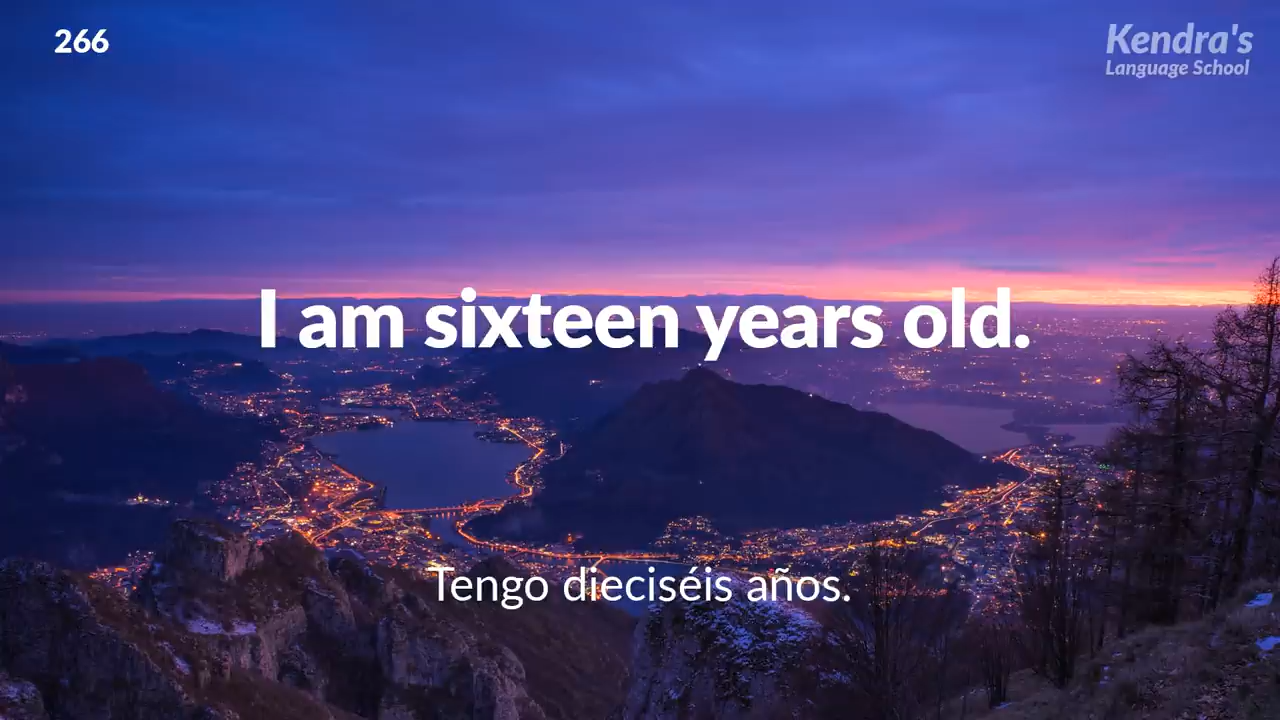 266
Kendra's
Language School
I am sixteen years old.
Tengo dieciséis años.